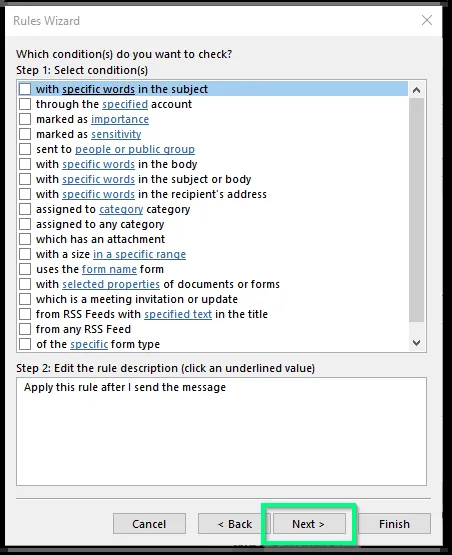 Rules Wizard
Which condition(s) do you want to check?
Step 1: Select condition(s)
with specific words in the subject
through the specified account
marked as importance
marked as sensitivity
sent to people or public group
with specific words in the body
with specific words in the subject or body
with specific words in the recipient's address
assigned to category category
assigned to any category
which has an attachment
with a size in a specific range
uses the form name form
with selected properties of documents or forms
which is a meeting invitation or update
from RSS Feeds with specified text in the title
from any RSS Feed
of the specific form type
Step 2: Edit the rule description (click an underlined value)
Apply this rule after I send the message
Cancel < Back Next > Finish